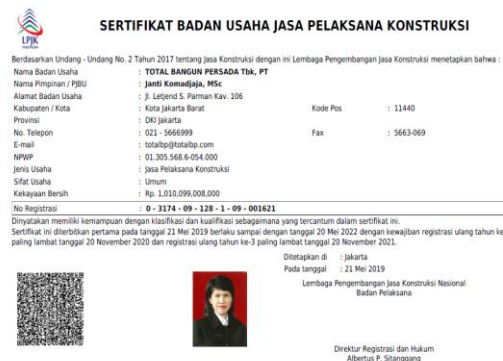 LPJK
SERTIFIKAT BADAN USAHA JASA PELAKSANA KONSTRUKSI
Berdasarkan Undang - Undang No. 2 Tahun 2017 tentang Jasa Konstruksi dengan ini Lembaga Pengembangan Jasa Konstruksi menetapkan bahwa :
Nama Badan Usaha : TOTAL BANGUN PERSADA Tbk, PT
Nama Pimpinan / PJBU : Janti Komadjaja, MSc
Alamat Badan Usaha : Jl. Letjend S. Parman Kav. 106
Kabupaten / Kota : Kota Jakarta Barat Kode Pos : 11440
Provinsi : DKI Jakarta
No. Telepon : 021 - 5666999 Fax : 5663-069
E-mail : totalbp@totalbp.com
NPWP : 01.305.568.6-054.000
Jenis Usaha : Jasa Pelaksana Konstruksi
Sifat Usaha : Umum
Kekayaan Bersih : Rp. 1,010,099,008,000
No Registrasi : 0 - 3174 - 09 - 128 - 1 - 09 - 001621
Dinyatakan memiliki kemampuan dengan klasifikasi dan kualifikasi sebagaimana yang tercantum dalam sertifikat ini.
Sertifikat ini diterbitkan pertama pada tanggal 21 Mei 2019 berlaku sampai dengan tanggal 20 Mei 2022 dengan kewajiban registrasi ulang tahun ke
paling lambat tanggal 20 November 2020 dan registrasi ulang tahun ke-3 paling lambat tanggal 20 November 2021.
Ditetapkan di : Jakarta
Pada tanggal : 21 Mei 2019
Lembaga Pengembangan Jasa Konstruksi Nasional
Badan Pelaksana
Direktur Registrasi dan Hukum
Albertus P. Sitanggang